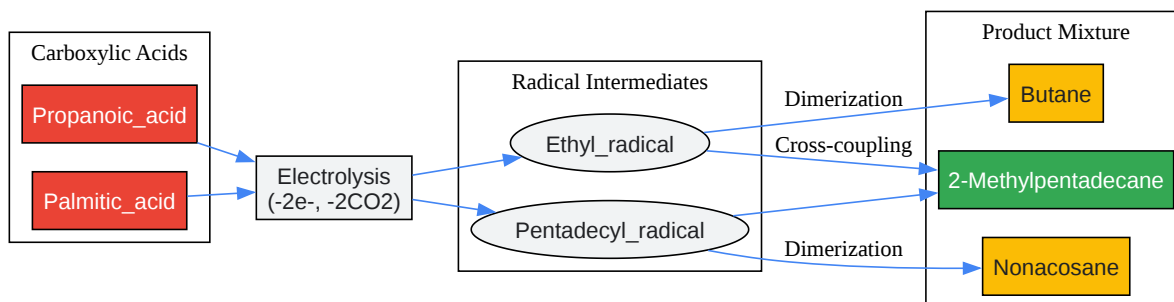 Carboxylic Acids
Propanoic_acid
Palmitic_acid
Electrolysis
(-2e-, -2CO2)
Radical Intermediates
Ethyl_radical
Pentadecyl_radical
Dimerization
Cross-coupling
Dimerization
Product Mixture
Butane
2-Methylpentadecane
Nonacosane